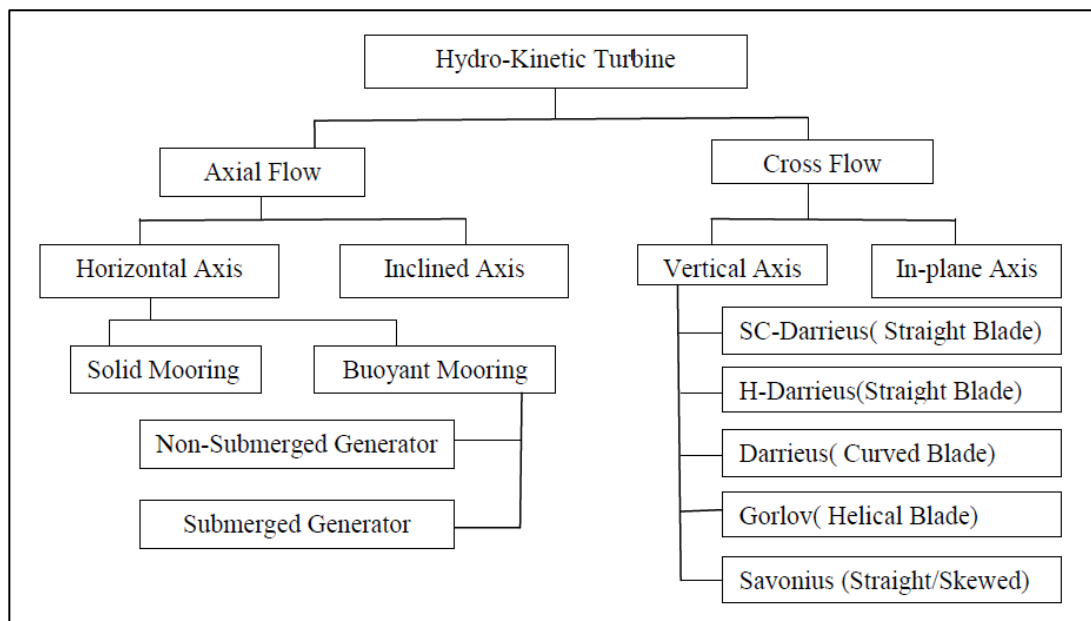 Hydro-Kinetic Turbine
Axial Flow
Cross Flow
Horizontal Axis
Inclined Axis
Vertical Axis
In-plane Axis
Solid Mooring
Buoyant Mooring
Non-Submerged Generator
Submerged Generator
SC-Darrieus( Straight Blade)
H-Darrieus(Straight Blade)
Darrieus( Curved Blade)
Gorlov( Helical Blade)
Savonius (Straight/Skewed)